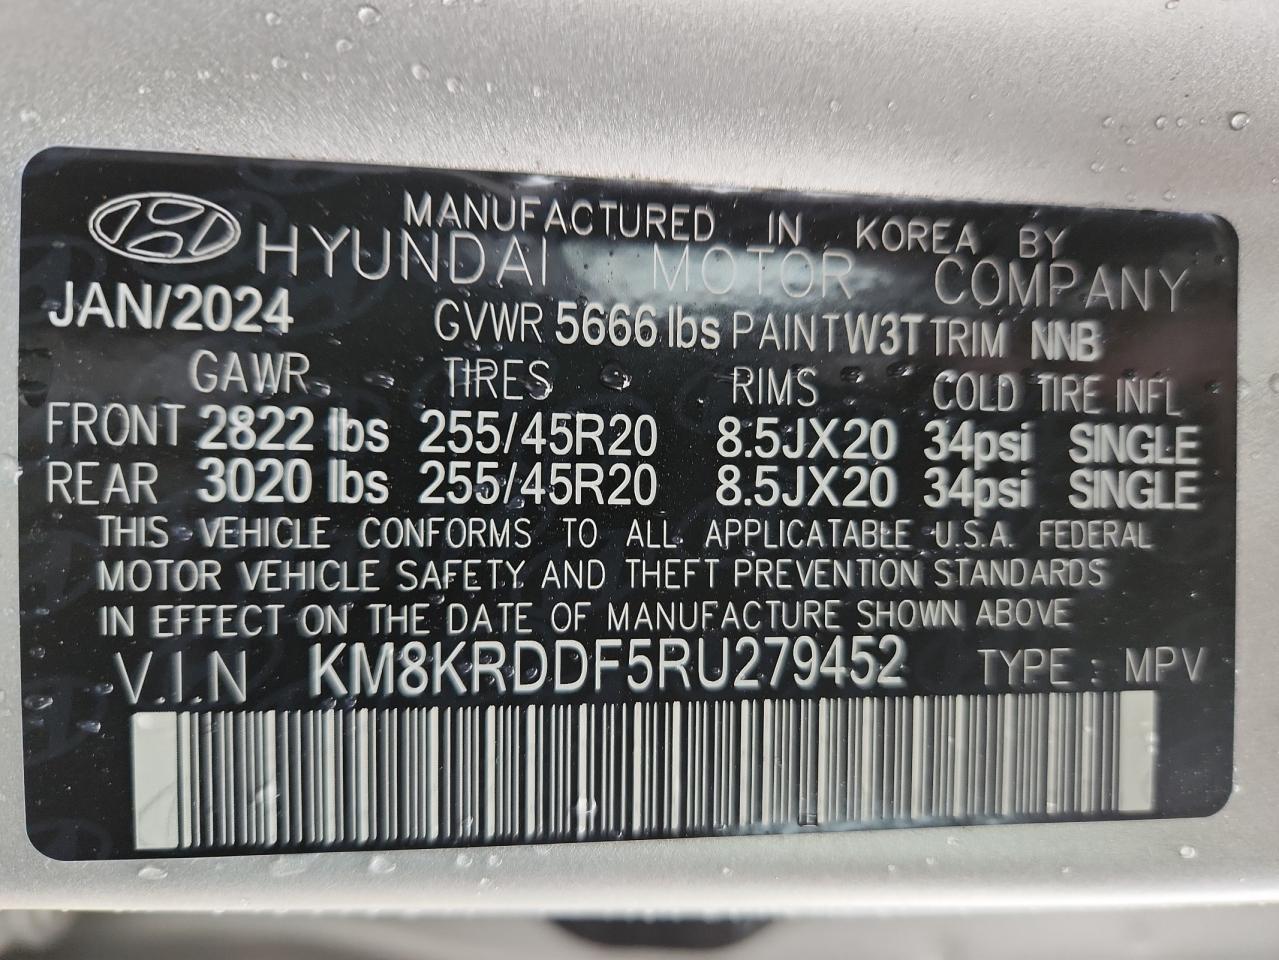 MANUFACTURED IN KOREA BY
HYUNDAI MOTOR COMPANY
JAN/2024 GVWR 5666 lbs PAINT W3T TRIM NNB
GAWR TIRES RIMS COLD TIRE INFL
FRONT 2822 lbs 255/45R20 8.5JX20 34psi SINGLE
REAR 3020 lbs 255/45R20 8.5JX20 34psi SINGLE
THIS VEHICLE CONFORMS TO ALL APPLICATABLE U.S.A. FEDERAL
MOTOR VEHICLE SAFETY AND THEFT PREVENTION STANDARDS
IN EFFECT ON THE DATE OF MANUFACTURE SHOWN ABOVE
V.I.N KM8KRDDF5RU279452 TYPE : MPV